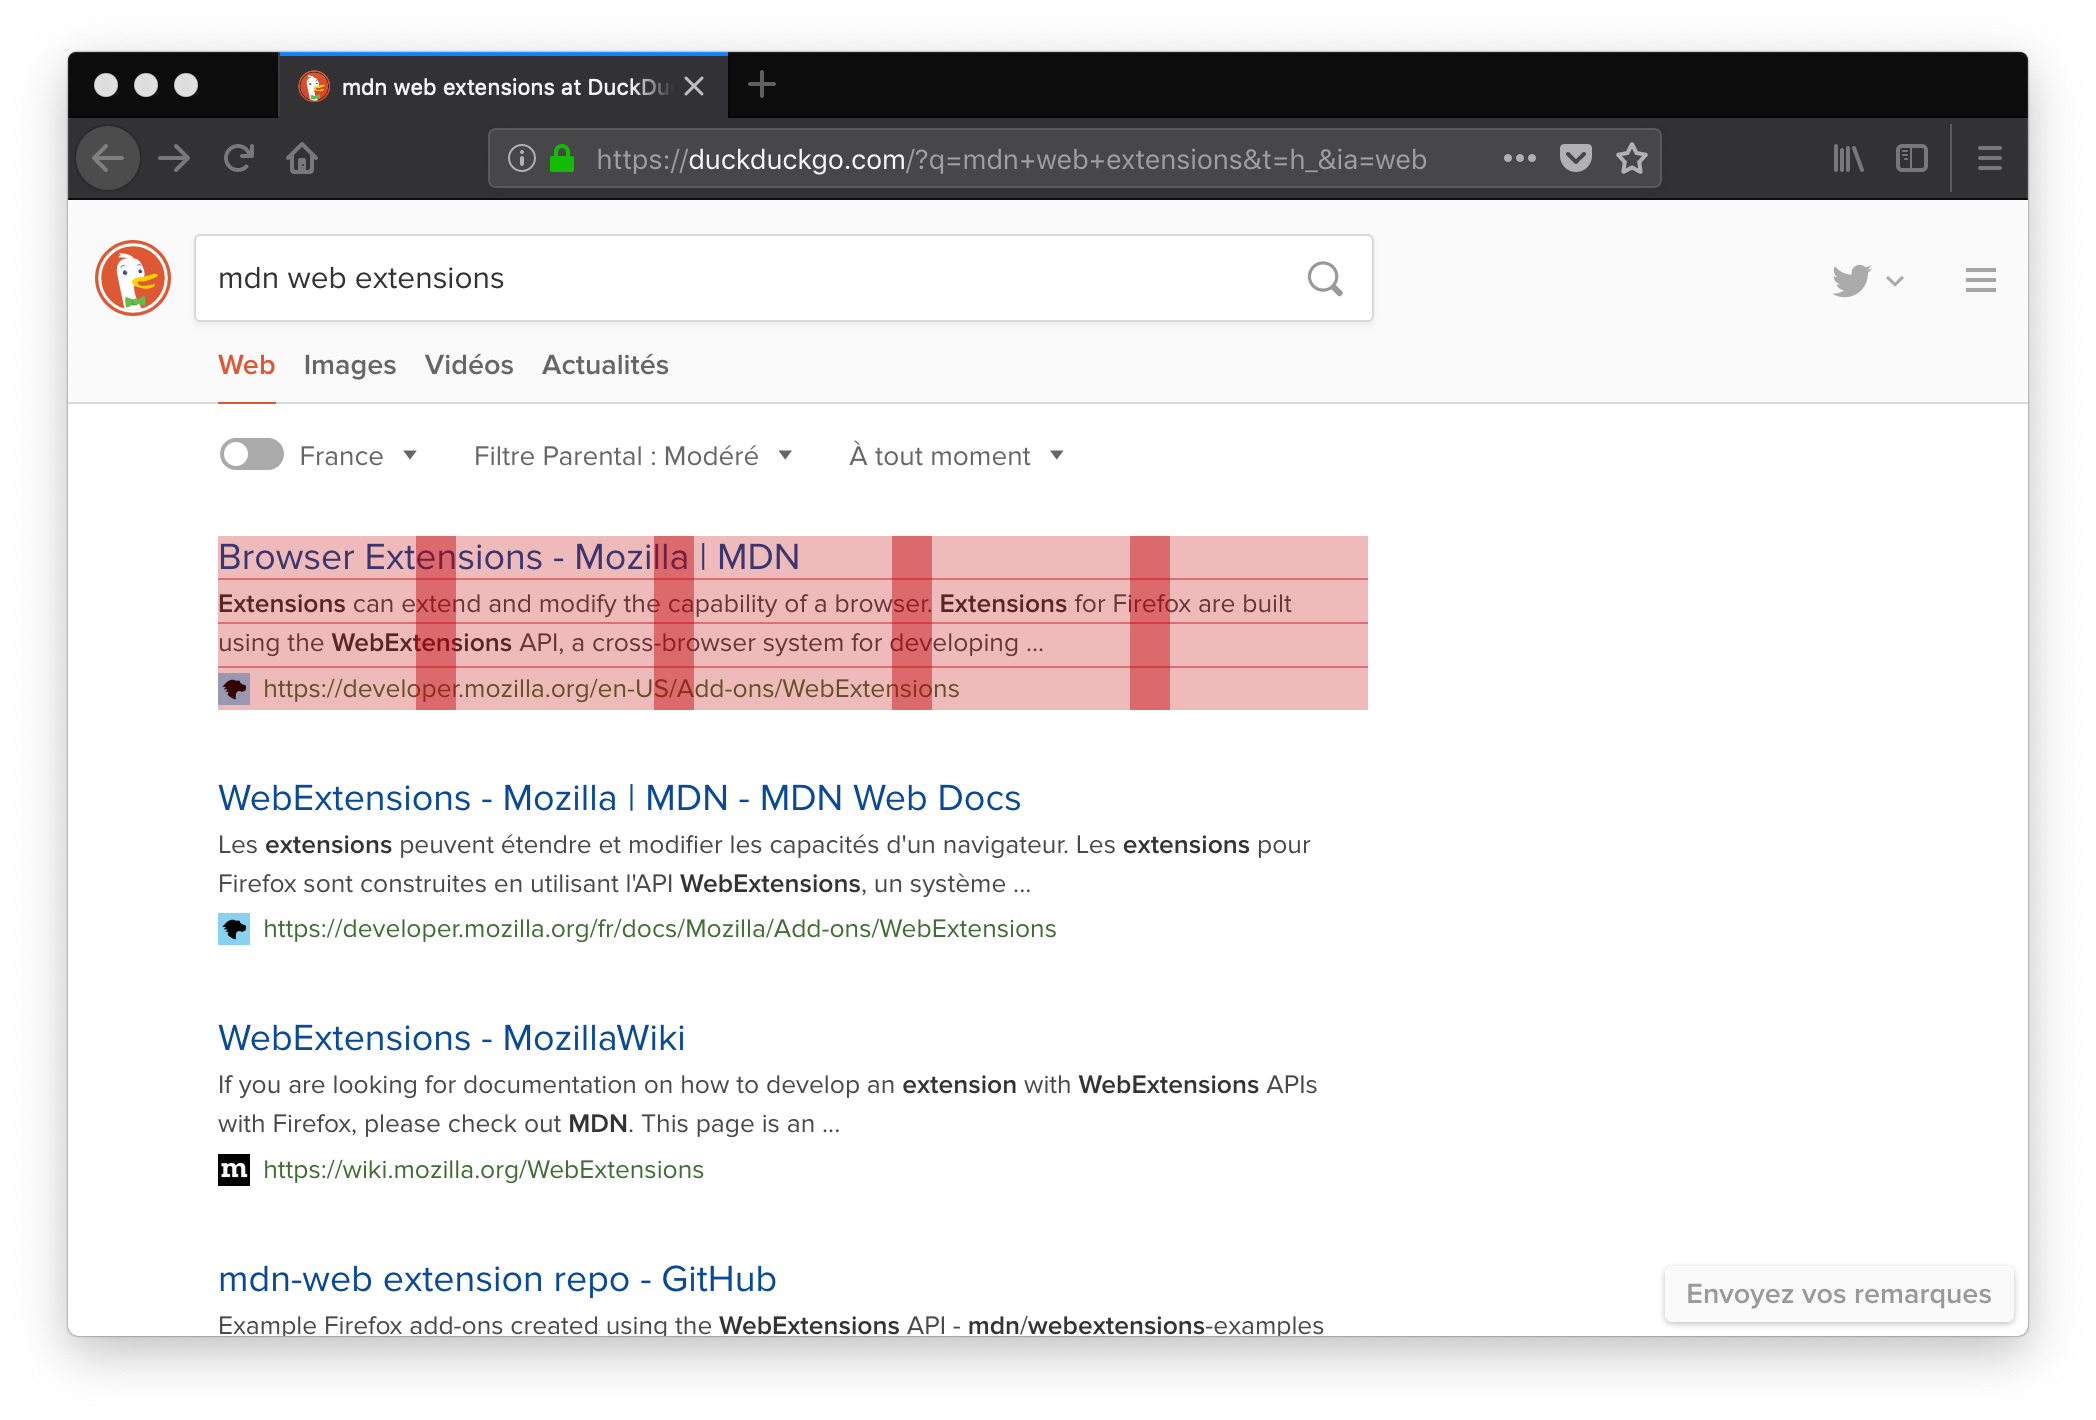 mdn web extensions at DuckDu
https://duckduckgo.com/?q=mdn+web+extensions&t=h_&ia=web
mdn web extensions
Web Images Vidéos Actualités
France Filtre Parental : Modéré À tout moment
Browser Extensions - Mozilla | MDN
Extensions can extend and modify the capability of a browser. Extensions for Firefox are built
using the WebExtensions API, a cross-browser system for developing ...
https://developer.mozilla.org/en-US/Add-ons/WebExtensions
WebExtensions - Mozilla | MDN - MDN Web Docs
Les extensions peuvent étendre et modifier les capacités d'un navigateur. Les extensions pour
Firefox sont construites en utilisant l'API WebExtensions, un système ...
https://developer.mozilla.org/fr/docs/Mozilla/Add-ons/WebExtensions
WebExtensions - MozillaWiki
If you are looking for documentation on how to develop an extension with WebExtensions APIs
with Firefox, please check out MDN. This page is an ...
m https://wiki.mozilla.org/WebExtensions
mdn-web extension repo - GitHub
Example Firefox add-ons created using the WebExtensions API - mdn/webextensions-examples
Envoyez vos remarques